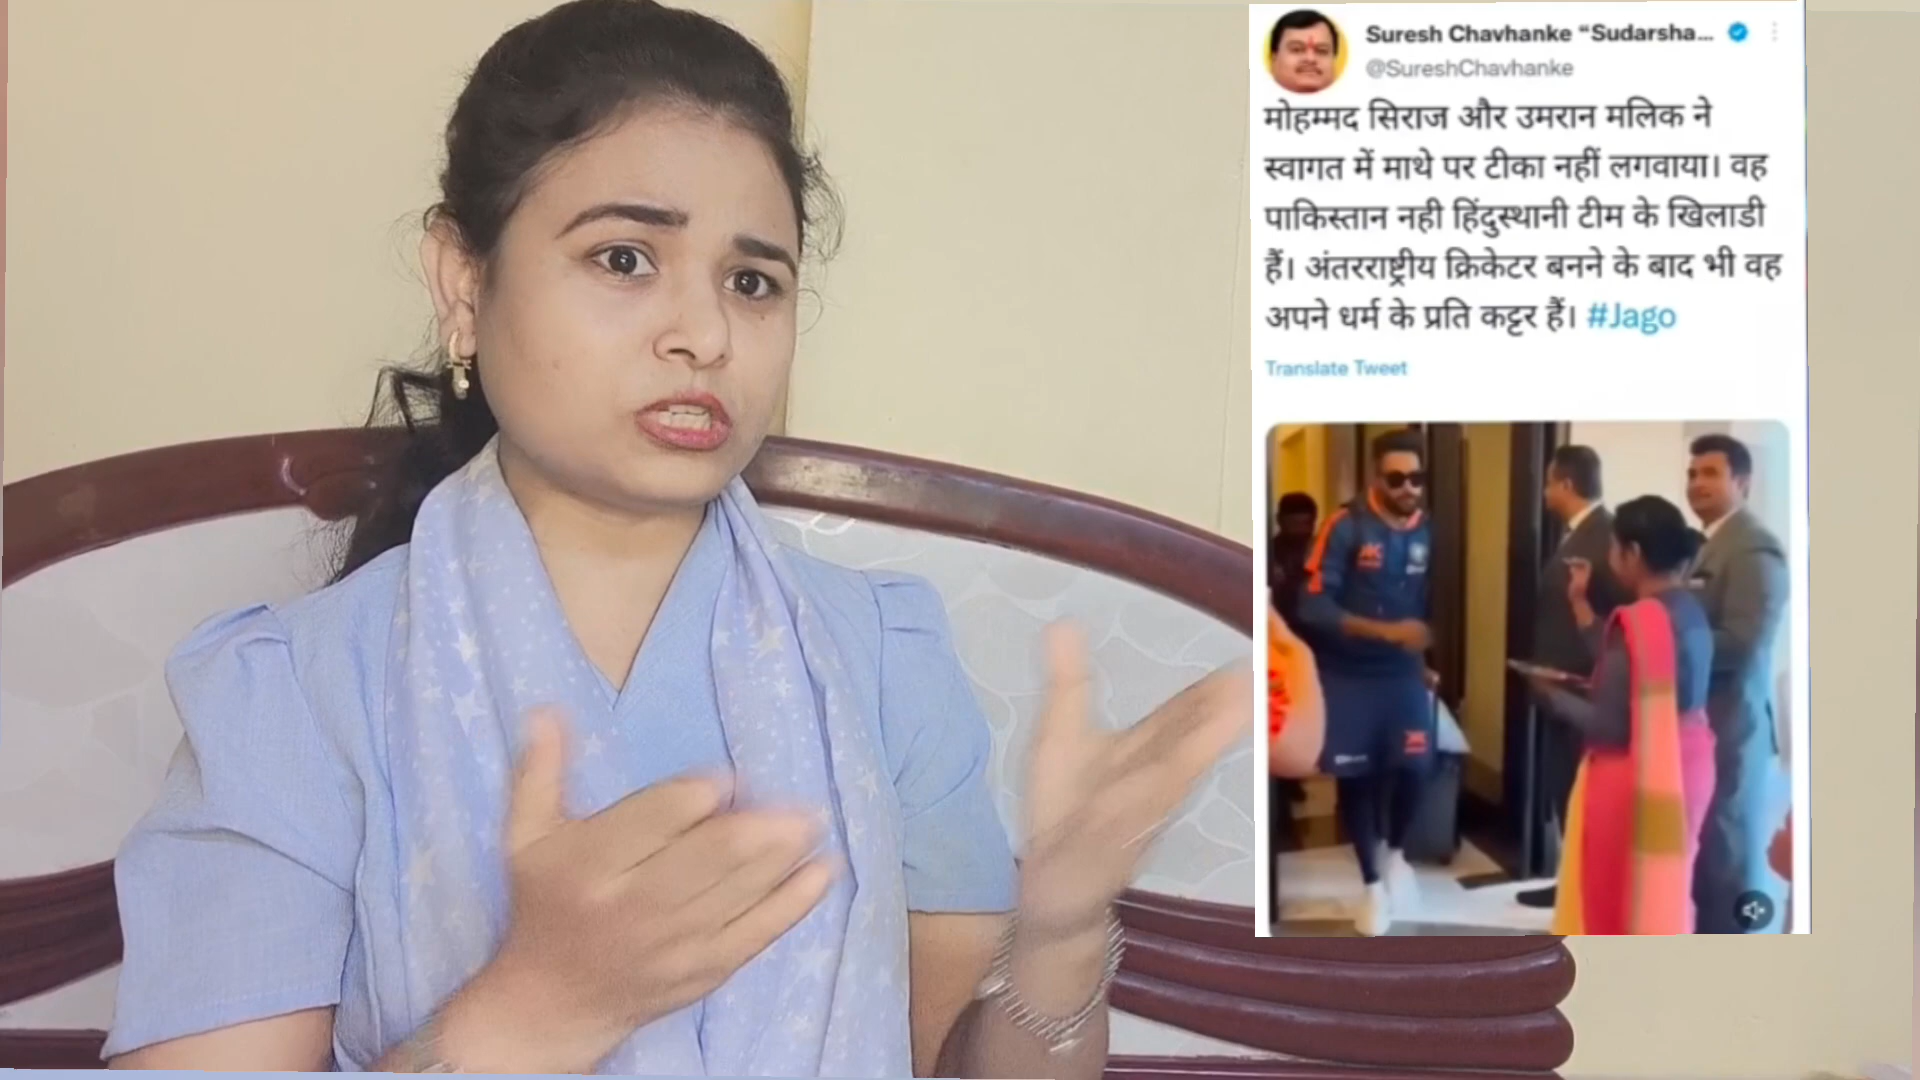 Suresh Chavhanke “Sudarsha...
@SureshChavhanke
मोहम्मद सिराज और उमरान मलिक ने
स्वागत में माथे पर टीका नहीं लगवाया। वह
पाकिस्तान नही हिंदुस्थानी टीम के खिलाडी
हैं। अंतरराष्ट्रीय क्रिकेटर बनने के बाद भी वह
अपने धर्म के प्रति कट्टर हैं। #Jago
Translate Tweet